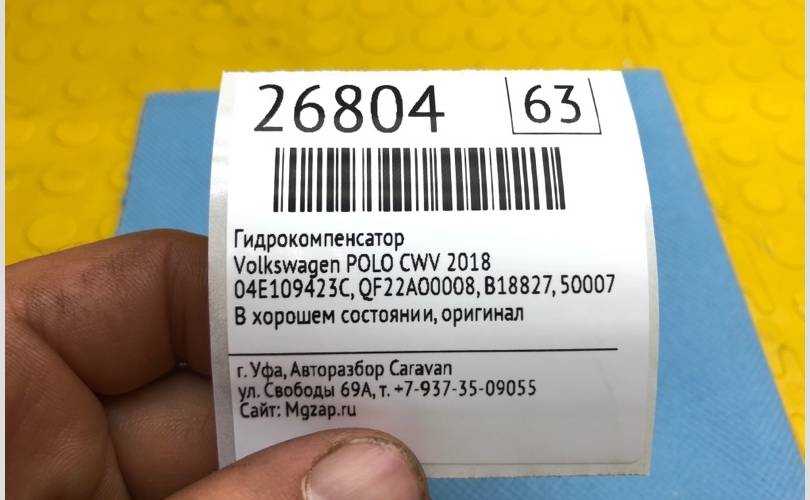 26804 63
Гидрокомпенсатор
Volkswagen POLO CWV 2018
04E109423C, QF22A00008, B18827, 50007
В хорошем состоянии, оригинал
г. Уфа, Авторазбор Caravan
ул. Свободы 69А, т. +7-937-35-09055
Сайт: Mgzap.ru